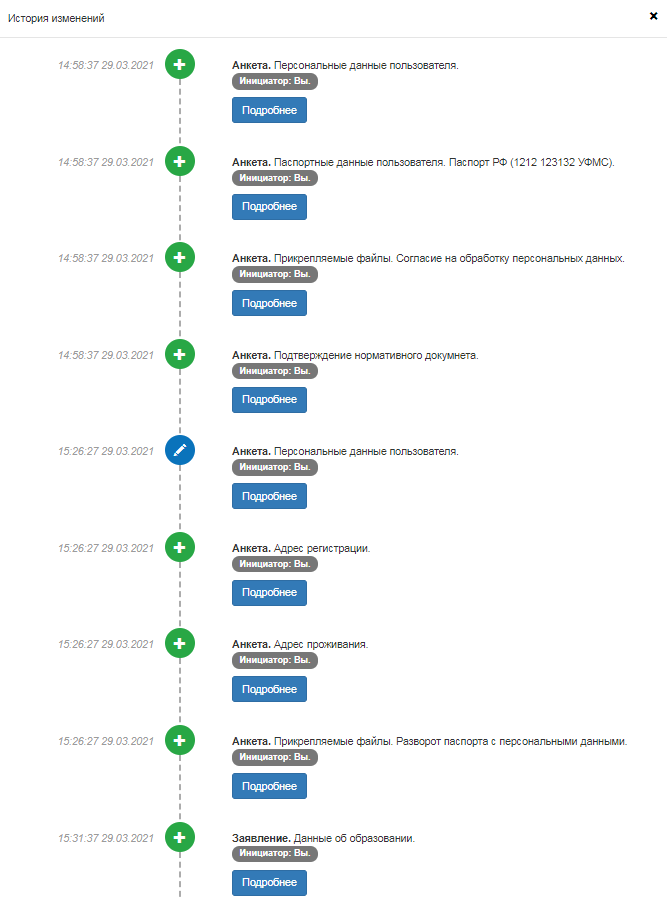 История изменений
14:58:37 29.03.2021
Анкета. Персональные данные пользователя.
Инициатор: Вы.
Подробнее
14:58:37 29.03.2021
Анкета. Паспортные данные пользователя. Паспорт РФ (1212 123132 УФМС).
Инициатор: Вы.
Подробнее
14:58:37 29.03.2021
Анкета. Прикрепляемые файлы. Согласие на обработку персональных данных.
Инициатор: Вы.
Подробнее
14:58:37 29.03.2021
Анкета. Подтверждение нормативного докумнета.
Инициатор: Вы.
Подробнее
15:26:27 29.03.2021
Анкета. Персональные данные пользователя.
Инициатор: Вы.
Подробнее
15:26:27 29.03.2021
Анкета. Адрес регистрации.
Инициатор: Вы.
Подробнее
15:26:27 29.03.2021
Анкета. Адрес проживания.
Инициатор: Вы.
Подробнее
15:26:27 29.03.2021
Анкета. Прикрепляемые файлы. Разворот паспорта с персональными данными.
Инициатор: Вы.
Подробнее
15:31:37 29.03.2021
Заявление. Данные об образовании.
Инициатор: Вы.
Подробнее